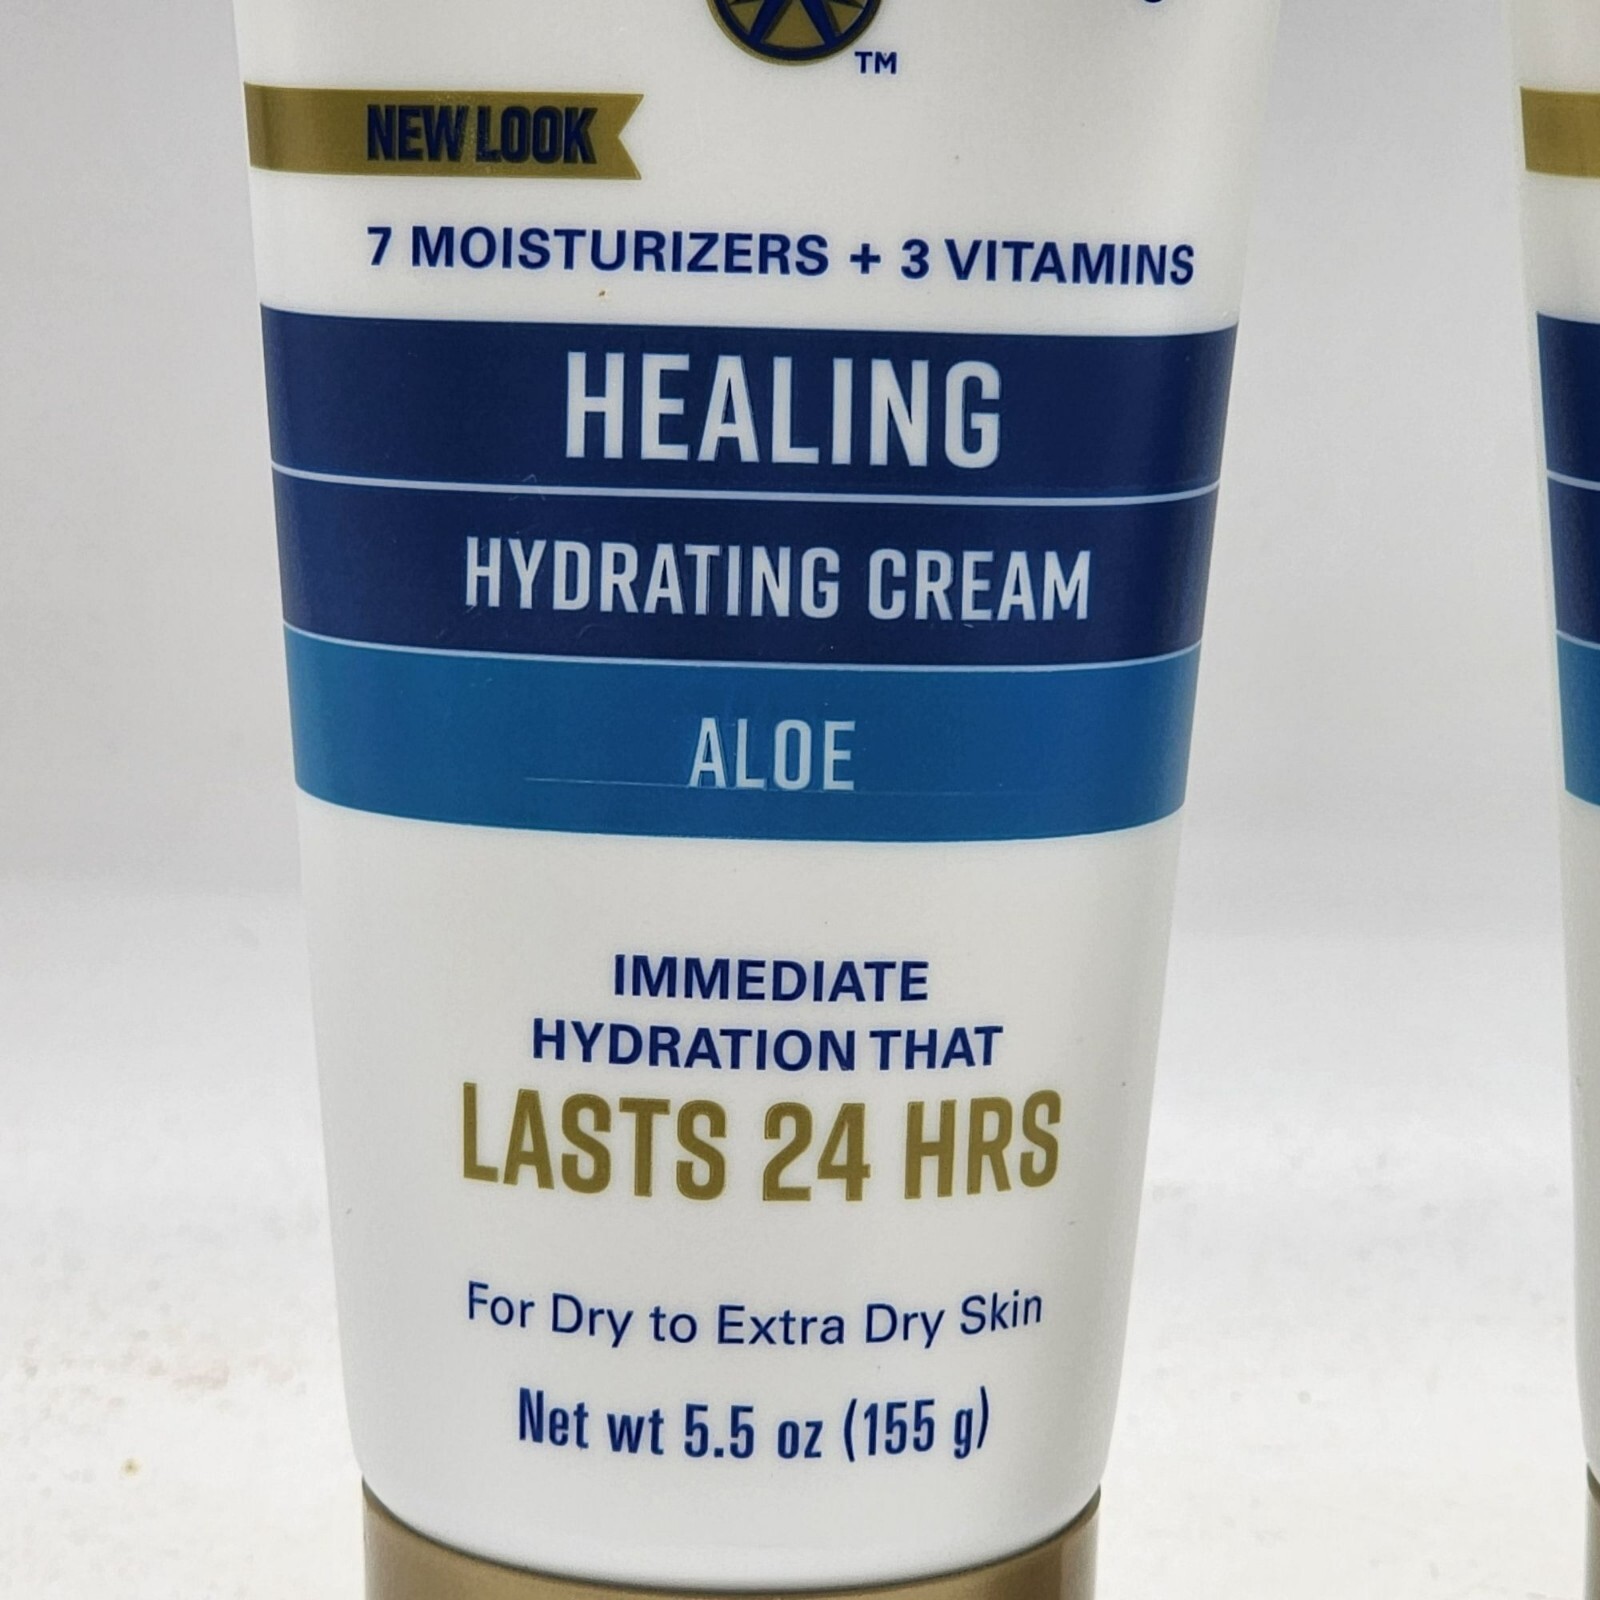 TM
NEW LOOK
7 MOISTURIZERS + 3 VITAMINS
HEALING
HYDRATING CREAM
ALOE
IMMEDIATE
HYDRATION THAT
LASTS 24 HRS
For Dry to Extra Dry Skin
Net wt 5.5 oz (155 g)